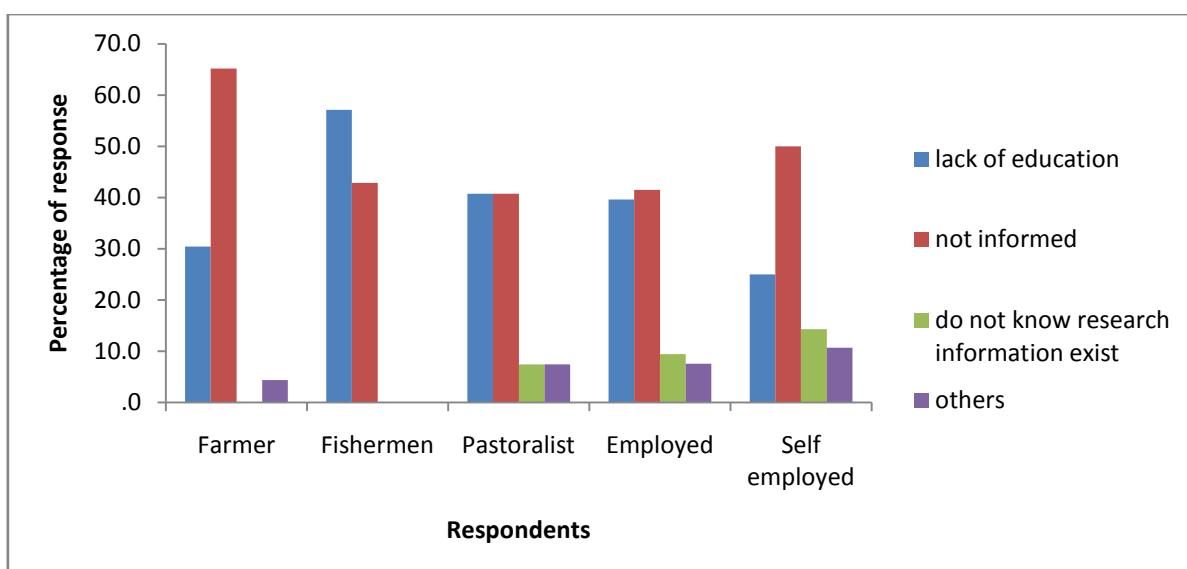 70.0
60.0
50.0
40.0
30.0
20.0
10.0
.0
Percentage of response
Farmer
Fishermen
Pastoralist
Employed
Self
employed
Respondents
lack of education
not informed
do not know research
information exist
others